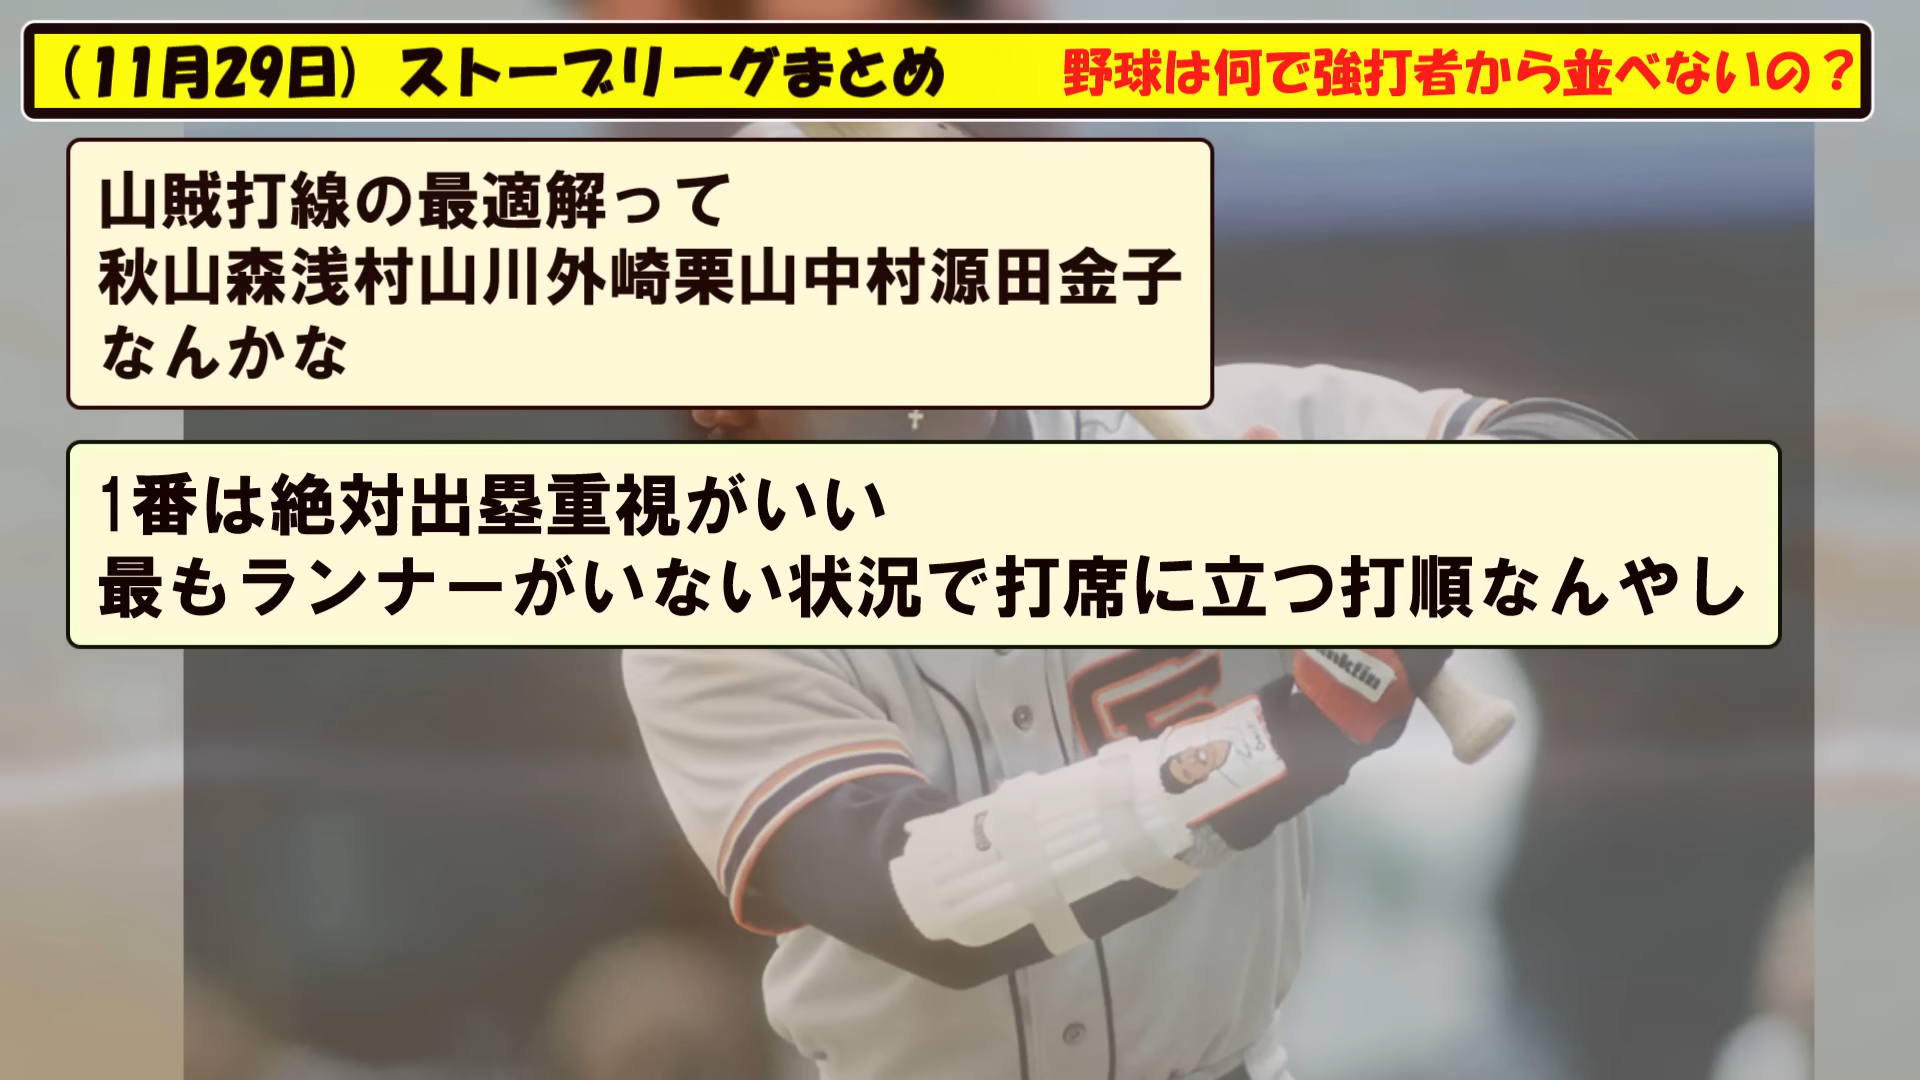 （11月29日）ストーブリーグまとめ　野球は何で強打者から並べないの？
山賊打線の最適解って
秋山森浅村山川外崎栗山中村源田金子
なんかな
1番は絶対出塁重視がいい
最もランナーがいない状況で打席に立つ打順なんやし